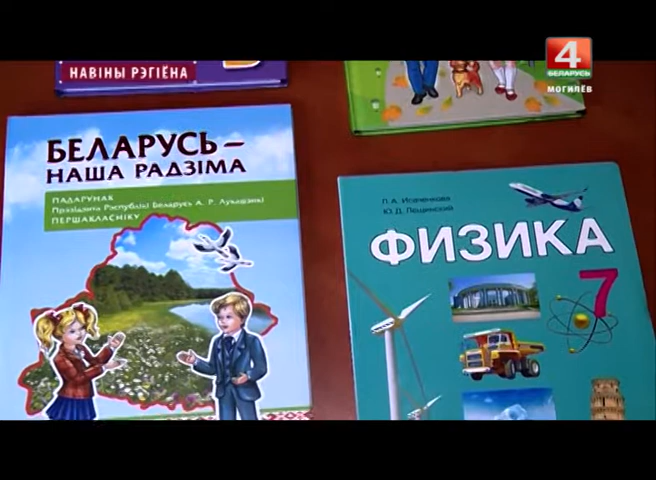 4
БЕЛАРУСЬ
МОГИЛЁВ
НАВІНЫ РЭГІЁНА
БЕЛАРУСЬ –
НАША РАДЗІМА
ПАДАРУНАК
Прэзідэнта Рэспублікі Беларусь А. Р. Лукашэнкі
ПЕРШАКЛАСНІКУ
Л. А. Исаченкова
Ю. Д. Лещинский
ФИЗИКА
7